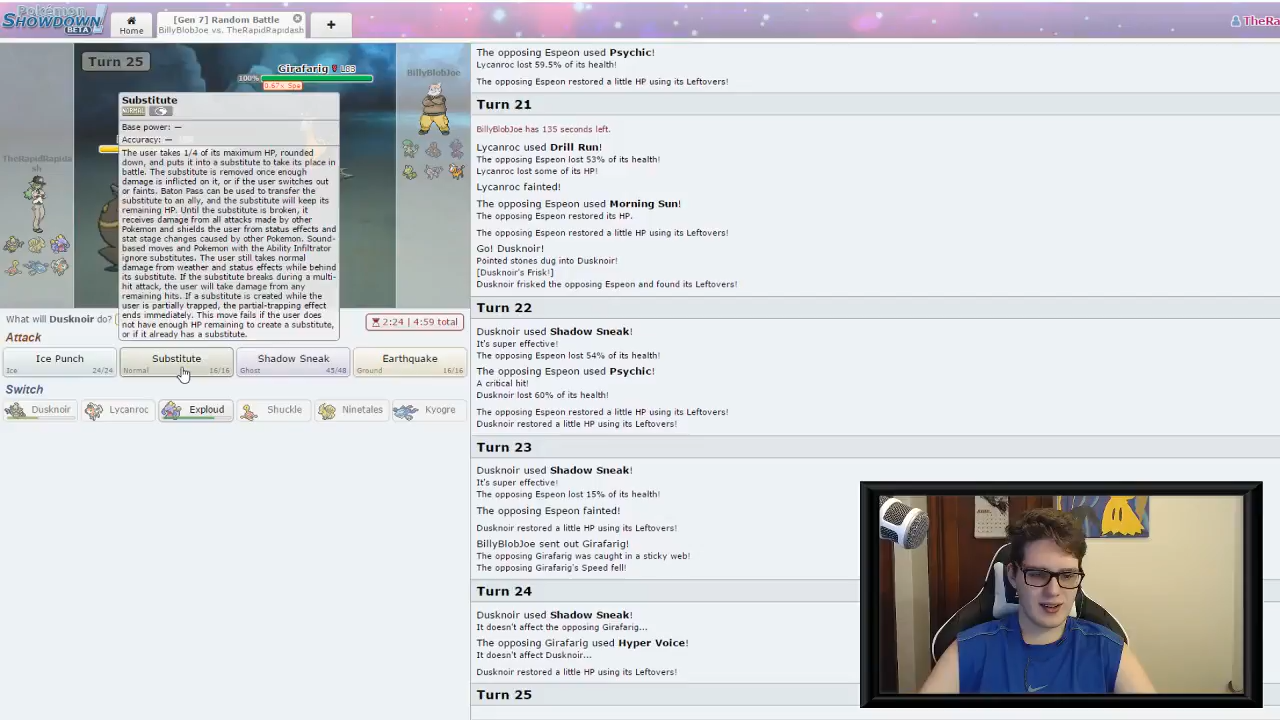 Pokémon
SHOWDOWN!
BETA
Home
[Gen 7] Random Battle
BillyBlobJoe vs. TheRapidRapidash
+
TheRa
Turn 25
Girafarig L83
100%
0.67x Spe
BillyBlobJoe
TheRapidRapida
sh
Substitute
NORMAL
Base power: —
Accuracy: —
The user takes 1/4 of its maximum HP, rounded
down, and puts it into a substitute to take its place in
battle. The substitute is removed once enough
damage is inflicted on it, or if the user switches out
or faints. Baton Pass can be used to transfer the
substitute to an ally, and the substitute will keep its
remaining HP. Until the substitute is broken, it
receives damage from all attacks made by other
Pokemon and shields the user from status effects and
stat stage changes caused by other Pokemon. Sound-
based moves and Pokemon with the Ability Infiltrator
ignore substitutes. The user still takes normal
damage from weather and status effects while behind
its substitute. If the substitute breaks during a multi-
hit attack, the user will take damage from any
remaining hits. If a substitute is created while the
user is partially trapped, the partial-trapping effect
ends immediately. This move fails if the user does
not have enough HP remaining to create a substitute,
or if it already has a substitute.
What will Dusknoir do?
2:24 | 4:59 total
Attack
Ice Punch
Ice 24/24
Substitute
Normal 16/16
Shadow Sneak
Ghost 45/48
Earthquake
Ground 16/16
Switch
Dusknoir
Lycanroc
Exploud
Shuckle
Ninetales
Kyogre
The opposing Espeon used Psychic!
Lycanroc lost 59.5% of its health!
The opposing Espeon restored a little HP using its Leftovers!
Turn 21
BillyBlobJoe has 135 seconds left.
Lycanroc used Drill Run!
The opposing Espeon lost 53% of its health!
Lycanroc lost some of its HP!
Lycanroc fainted!
The opposing Espeon used Morning Sun!
The opposing Espeon restored its HP.
The opposing Espeon restored a little HP using its Leftovers!
Go! Dusknoir!
Pointed stones dug into Dusknoir!
[Dusknoir's Frisk!]
Dusknoir frisked the opposing Espeon and found its Leftovers!
Turn 22
Dusknoir used Shadow Sneak!
It's super effective!
The opposing Espeon lost 54% of its health!
The opposing Espeon used Psychic!
A critical hit!
Dusknoir lost 60% of its health!
The opposing Espeon restored a little HP using its Leftovers!
Dusknoir restored a little HP using its Leftovers!
Turn 23
Dusknoir used Shadow Sneak!
It's super effective!
The opposing Espeon lost 15% of its health!
The opposing Espeon fainted!
Dusknoir restored a little HP using its Leftovers!
BillyBlobJoe sent out Girafarig!
The opposing Girafarig was caught in a sticky web!
The opposing Girafarig's Speed fell!
Turn 24
Dusknoir used Shadow Sneak!
It doesn't affect the opposing Girafarig...
The opposing Girafarig used Hyper Voice!
It doesn't affect Dusknoir...
Dusknoir restored a little HP using its Leftovers!
Turn 25